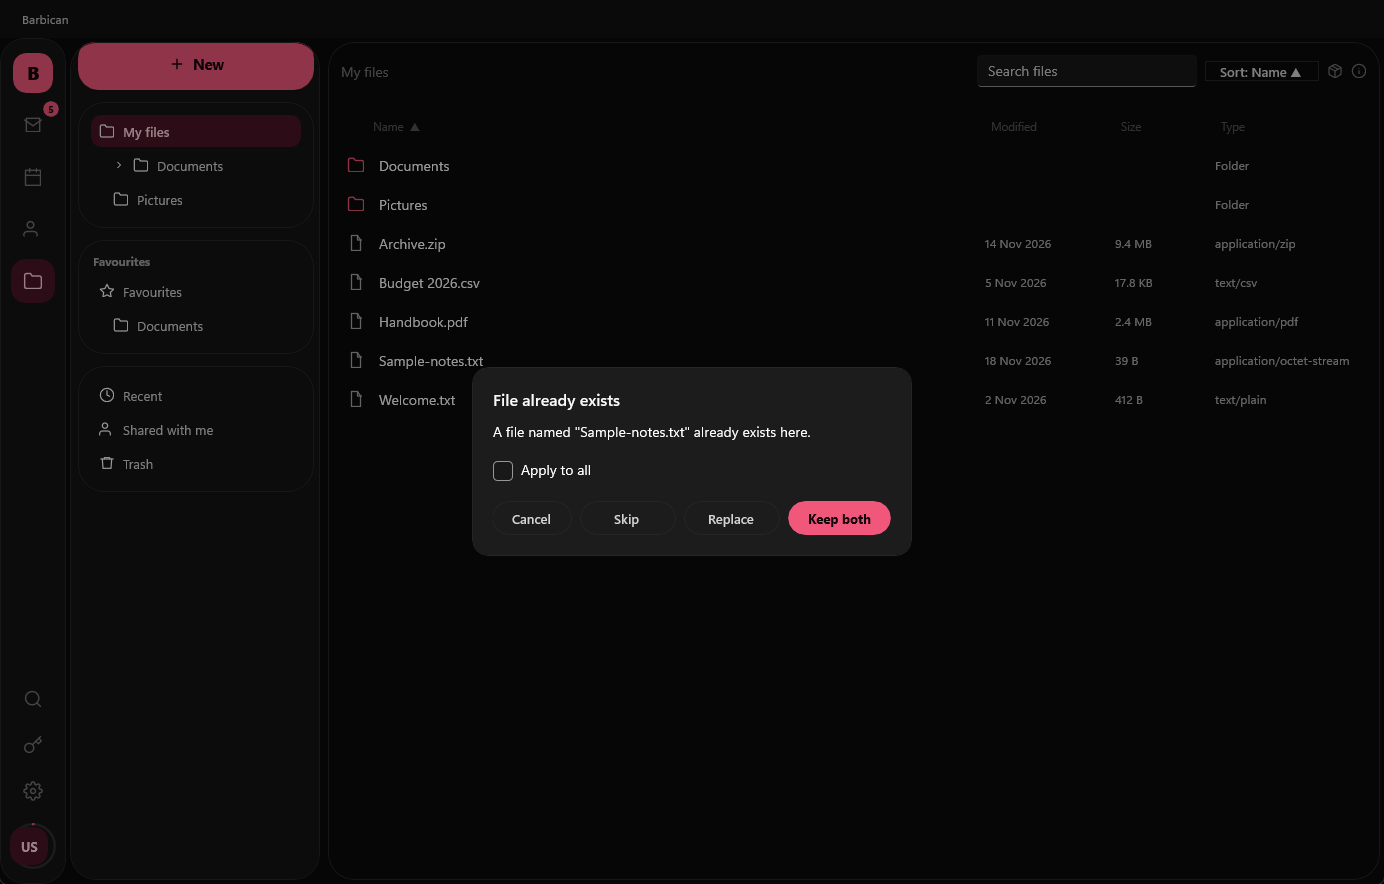 Barbican
B
5
US
+ New
My files
Documents
Pictures
Favourites
Favourites
Documents
Recent
Shared with me
Trash
My files
Search files
Sort: Name ▲
Name ▲ Modified Size Type
Documents Folder
Pictures Folder
Archive.zip 14 Nov 2026 9.4 MB application/zip
Budget 2026.csv 5 Nov 2026 17.8 KB text/csv
Handbook.pdf 11 Nov 2026 2.4 MB application/pdf
Sample-notes.txt 18 Nov 2026 39 B application/octet-stream
Welcome.txt 2 Nov 2026 412 B text/plain
File already exists
A file named "Sample-notes.txt" already exists here.
Apply to all
Cancel Skip Replace Keep both